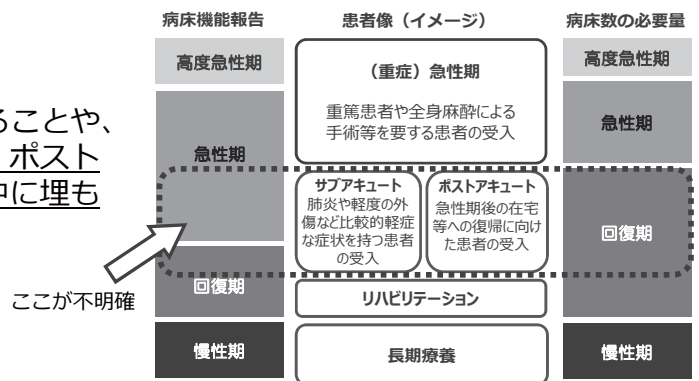 病床機能報告
患者像（イメージ）
病床数の必要量
高度急性期
急性期
回復期
慢性期
（重症）急性期
重篤患者や全身麻酔による
手術等を要する患者の受入
サブアキュート
肺炎や軽度の外
傷など比較的軽症
な症状を持つ患者
の受入
ポストアキュート
急性期後の在宅
等への復帰に向け
た患者の受入
リハビリテーション
長期療養
高度急性期
急性期
回復期
慢性期
ることや、
ポスト
中に埋も
ここが不明確